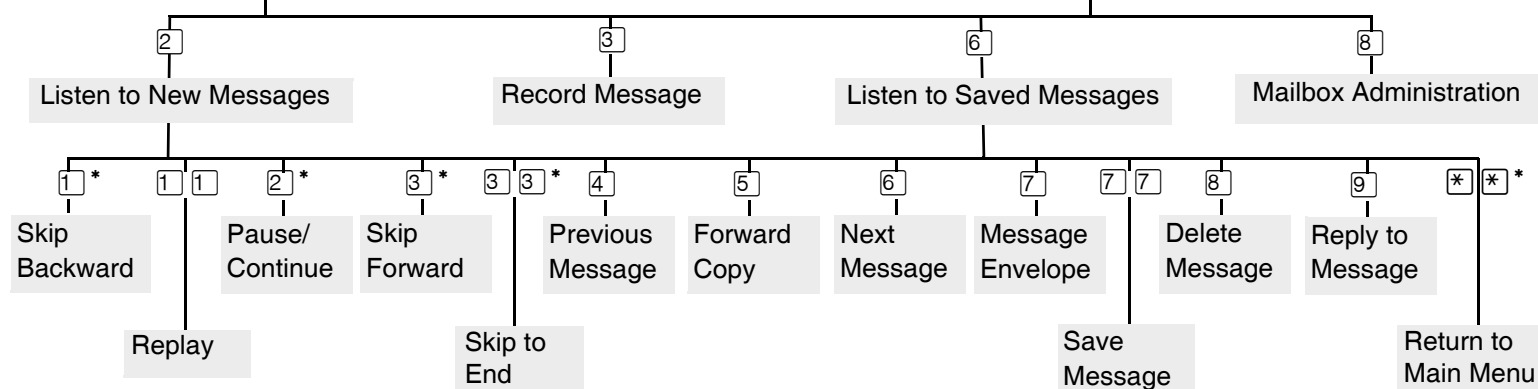 2
3
6
8
Listen to New Messages
Record Message
Listen to Saved Messages
Mailbox Administration
1 *
1 1
2 *
3 *
3 3 *
4
5
6
7
7 7
8
9
* * *
Skip
Backward
Pause/
Continue
Skip
Forward
Previous
Message
Forward
Copy
Next
Message
Message
Envelope
Delete
Message
Reply to
Message
Replay
Skip to
End
Save
Message
Return to
Main Menu